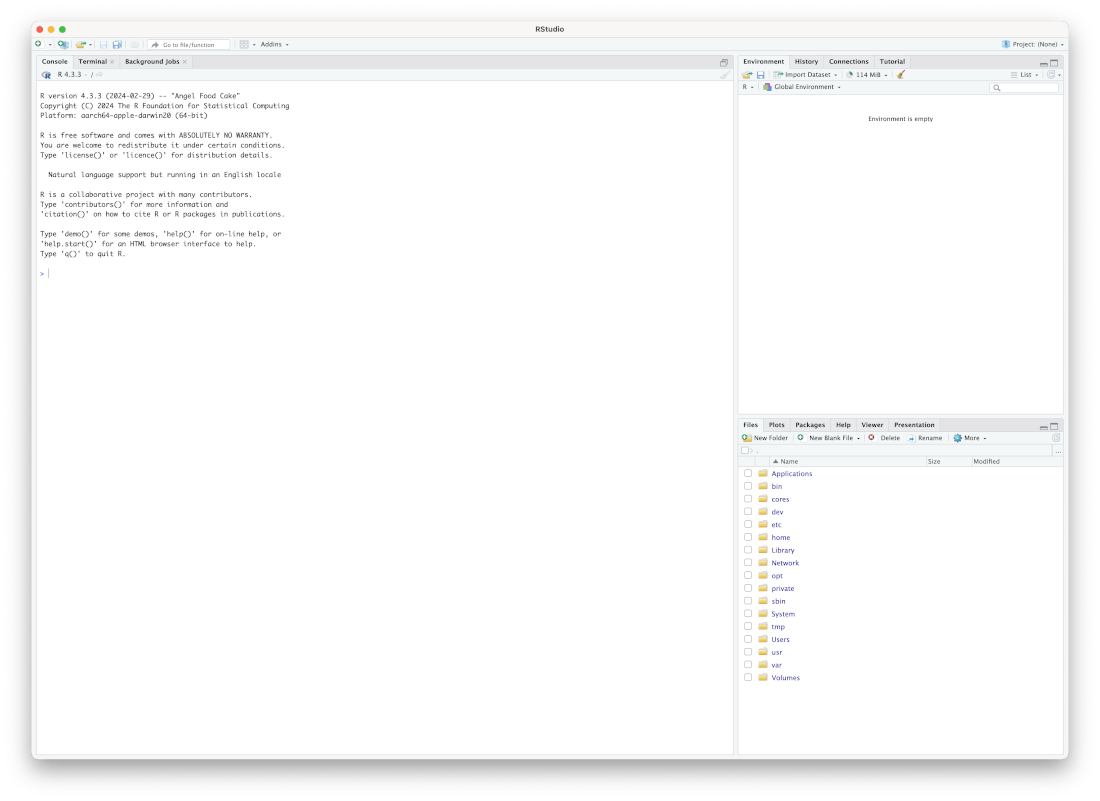 RStudio
Go to file/function
Addins
Project: (None)
Console Terminal Background Jobs
R 4.3.3 · /
R version 4.3.3 (2024-02-29) -- "Angel Food Cake"
Copyright (C) 2024 The R Foundation for Statistical Computing
Platform: aarch64-apple-darwin20 (64-bit)
R is free software and comes with ABSOLUTELY NO WARRANTY.
You are welcome to redistribute it under certain conditions.
Type 'license()' or 'licence()' for distribution details.
Natural language support but running in an English locale
R is a collaborative project with many contributors.
Type 'contributors()' for more information and
'citation()' on how to cite R or R packages in publications.
Type 'demo()' for some demos, 'help()' for on-line help, or
'help.start()' for an HTML browser interface to help.
Type 'q()' to quit R.
>
Environment History Connections Tutorial
Import Dataset 114 MiB List
R Global Environment
Environment is empty
Files Plots Packages Help Viewer Presentation
New Folder New Blank File Delete Rename More
. ...
Name Size Modified
Applications
bin
cores
dev
etc
home
Library
Network
opt
private
sbin
System
tmp
Users
usr
var
Volumes